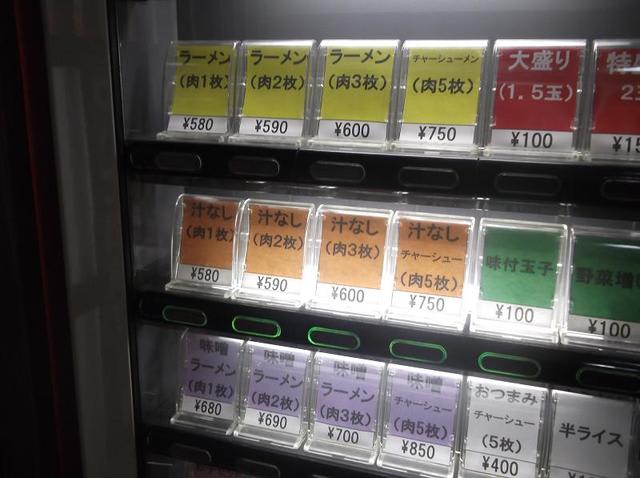 ラーメン
(肉1枚)
¥580
ラーメン
(肉2枚)
¥590
ラーメン
(肉3枚)
¥600
チャーシューメン
(肉5枚)
¥750
大盛り
(1.5玉)
¥100
汁なし
(肉1枚)
¥580
汁なし
(肉2枚)
¥590
汁なし
(肉3枚)
¥600
汁なし
チャーシュー
(肉5枚)
¥750
味付玉子
¥100
野菜増
¥100
味噌
ラーメン
(肉1枚)
¥680
味噌
ラーメン
(肉2枚)
¥690
味噌
ラーメン
(肉3枚)
¥700
味噌
チャーシュー
(肉5枚)
¥850
おつまみ
チャーシュー
(5枚)
¥400
半ライス